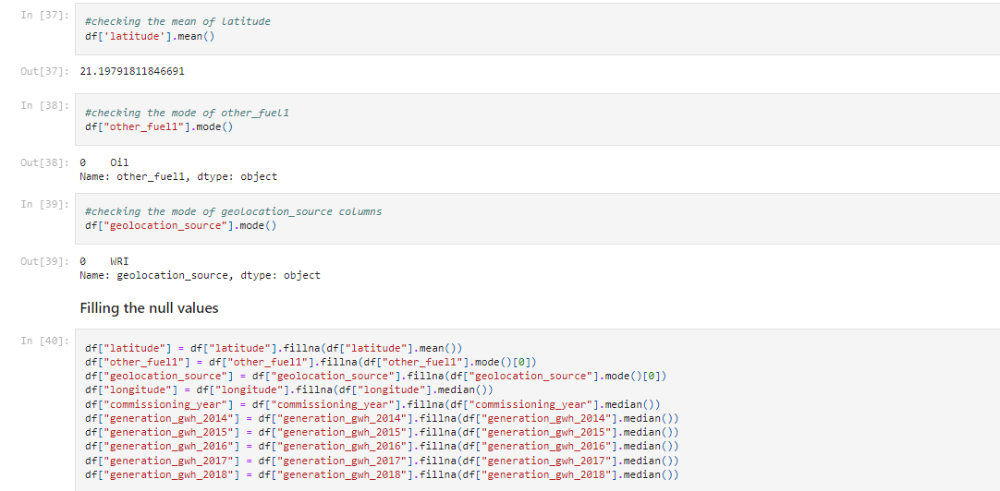 In [37]:
#checking the mean of latitude
df['latitude'].mean()
Out[37]: 21.19791811846691
In [38]:
#checking the mode of other_fuel1
df["other_fuel1"].mode()
Out[38]: 0    Oil
Name: other_fuel1, dtype: object
In [39]:
#checking the mode of geolocation_source columns
df["geolocation_source"].mode()
Out[39]: 0    WRI
Name: geolocation_source, dtype: object
Filling the null values
In [40]:
df["latitude"] = df["latitude"].fillna(df["latitude"].mean())
df["other_fuel1"] = df["other_fuel1"].fillna(df["other_fuel1"].mode()[0])
df["geolocation_source"] = df["geolocation_source"].fillna(df["geolocation_source"].mode()[0])
df["longitude"] = df["longitude"].fillna(df["longitude"].median())
df["commissioning_year"] = df["commissioning_year"].fillna(df["commissioning_year"].median())
df["generation_gwh_2014"] = df["generation_gwh_2014"].fillna(df["generation_gwh_2014"].median())
df["generation_gwh_2015"] = df["generation_gwh_2015"].fillna(df["generation_gwh_2015"].median())
df["generation_gwh_2016"] = df["generation_gwh_2016"].fillna(df["generation_gwh_2016"].median())
df["generation_gwh_2017"] = df["generation_gwh_2017"].fillna(df["generation_gwh_2017"].median())
df["generation_gwh_2018"] = df["generation_gwh_2018"].fillna(df["generation_gwh_2018"].median())